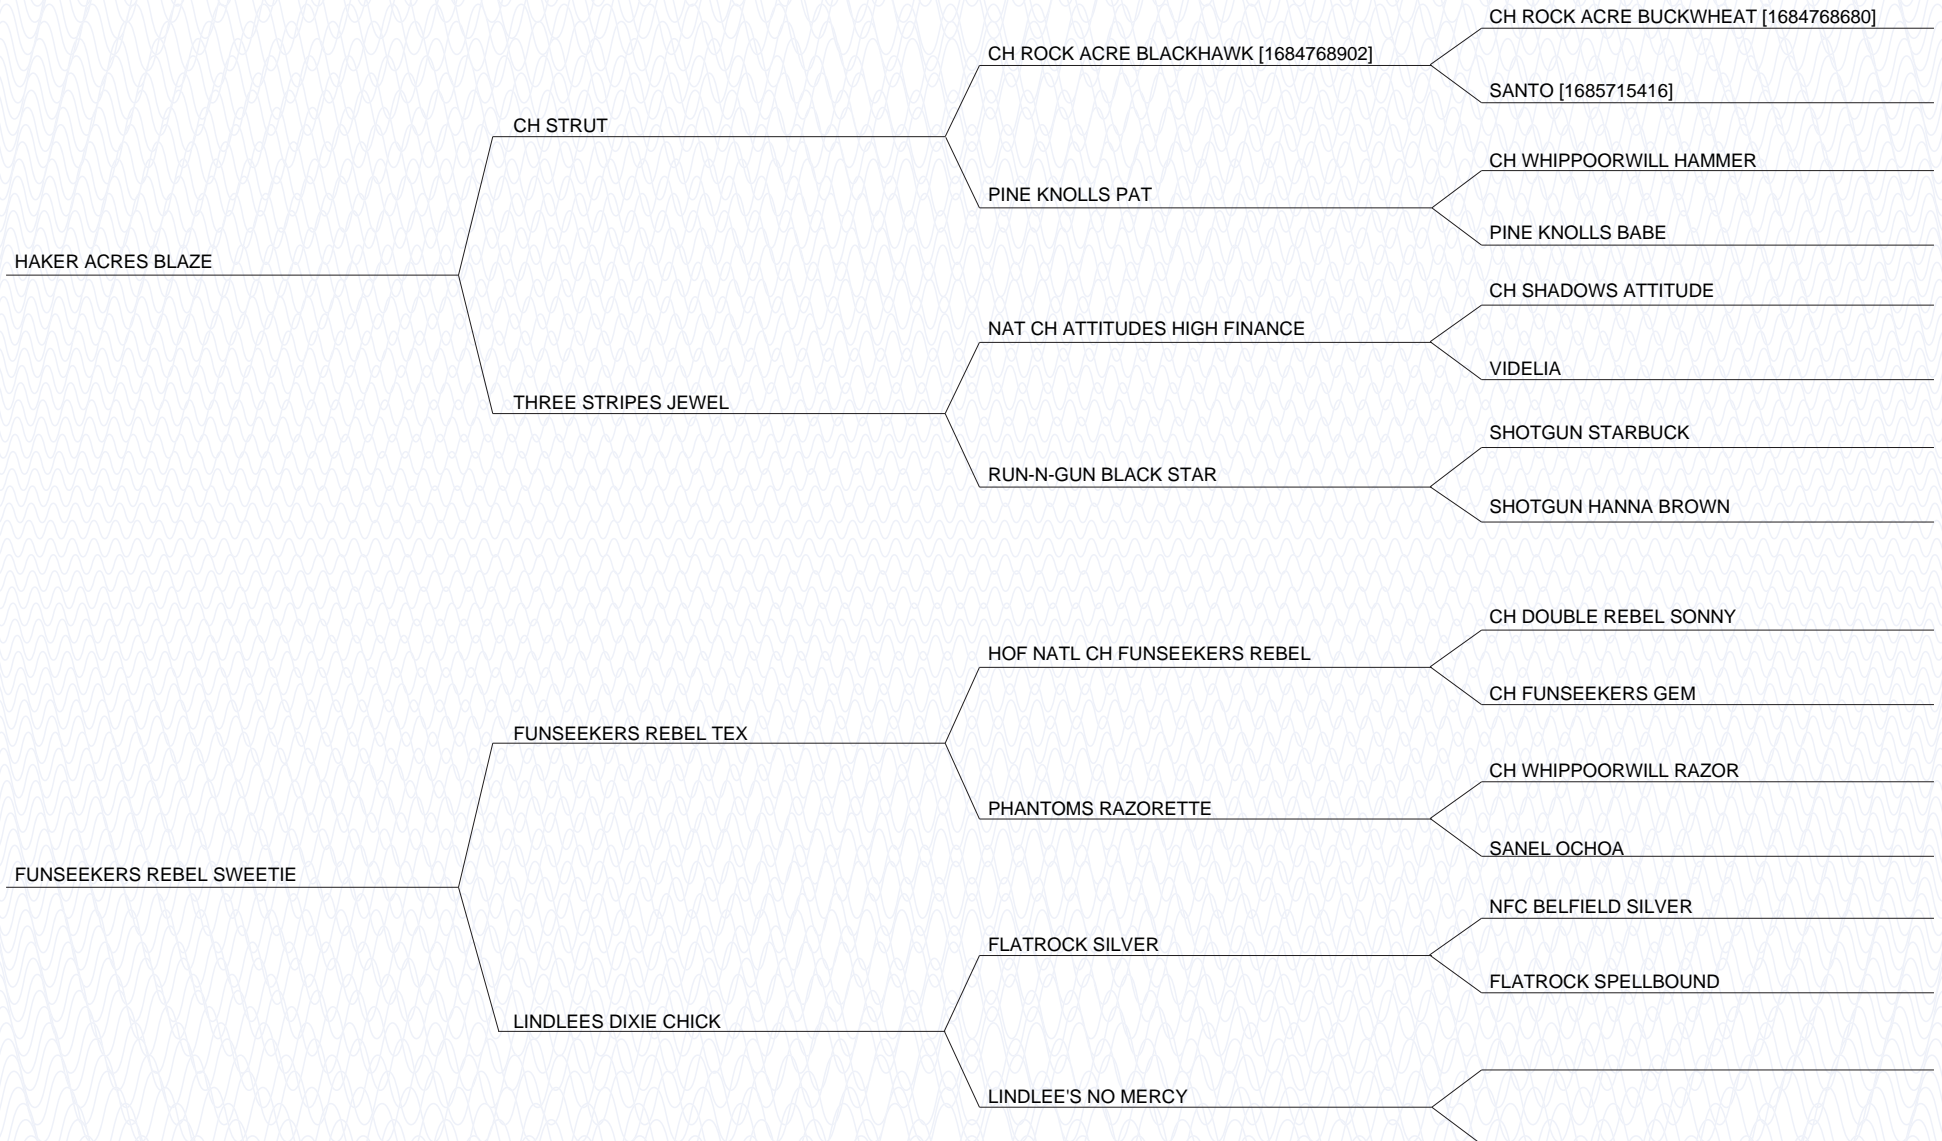 CH ROCK ACRE BUCKWHEAT [1684768680]
CH ROCK ACRE BLACKHAWK [1684768902]
SANTO [1685715416]
CH STRUT
CH WHIPPOORWILL HAMMER
PINE KNOLLS PAT
PINE KNOLLS BABE
HAKER ACRES BLAZE
CH SHADOWS ATTITUDE
NAT CH ATTITUDES HIGH FINANCE
VIDELIA
THREE STRIPES JEWEL
SHOTGUN STARBUCK
RUN-N-GUN BLACK STAR
SHOTGUN HANNA BROWN
CH DOUBLE REBEL SONNY
HOF NATL CH FUNSEEKERS REBEL
CH FUNSEEKERS GEM
FUNSEEKERS REBEL TEX
CH WHIPPOORWILL RAZOR
PHANTOMS RAZORETTE
SANEL OCHOA
FUNSEEKERS REBEL SWEETIE
NFC BELFIELD SILVER
FLATROCK SILVER
FLATROCK SPELLBOUND
LINDLEES DIXIE CHICK
LINDLEE'S NO MERCY